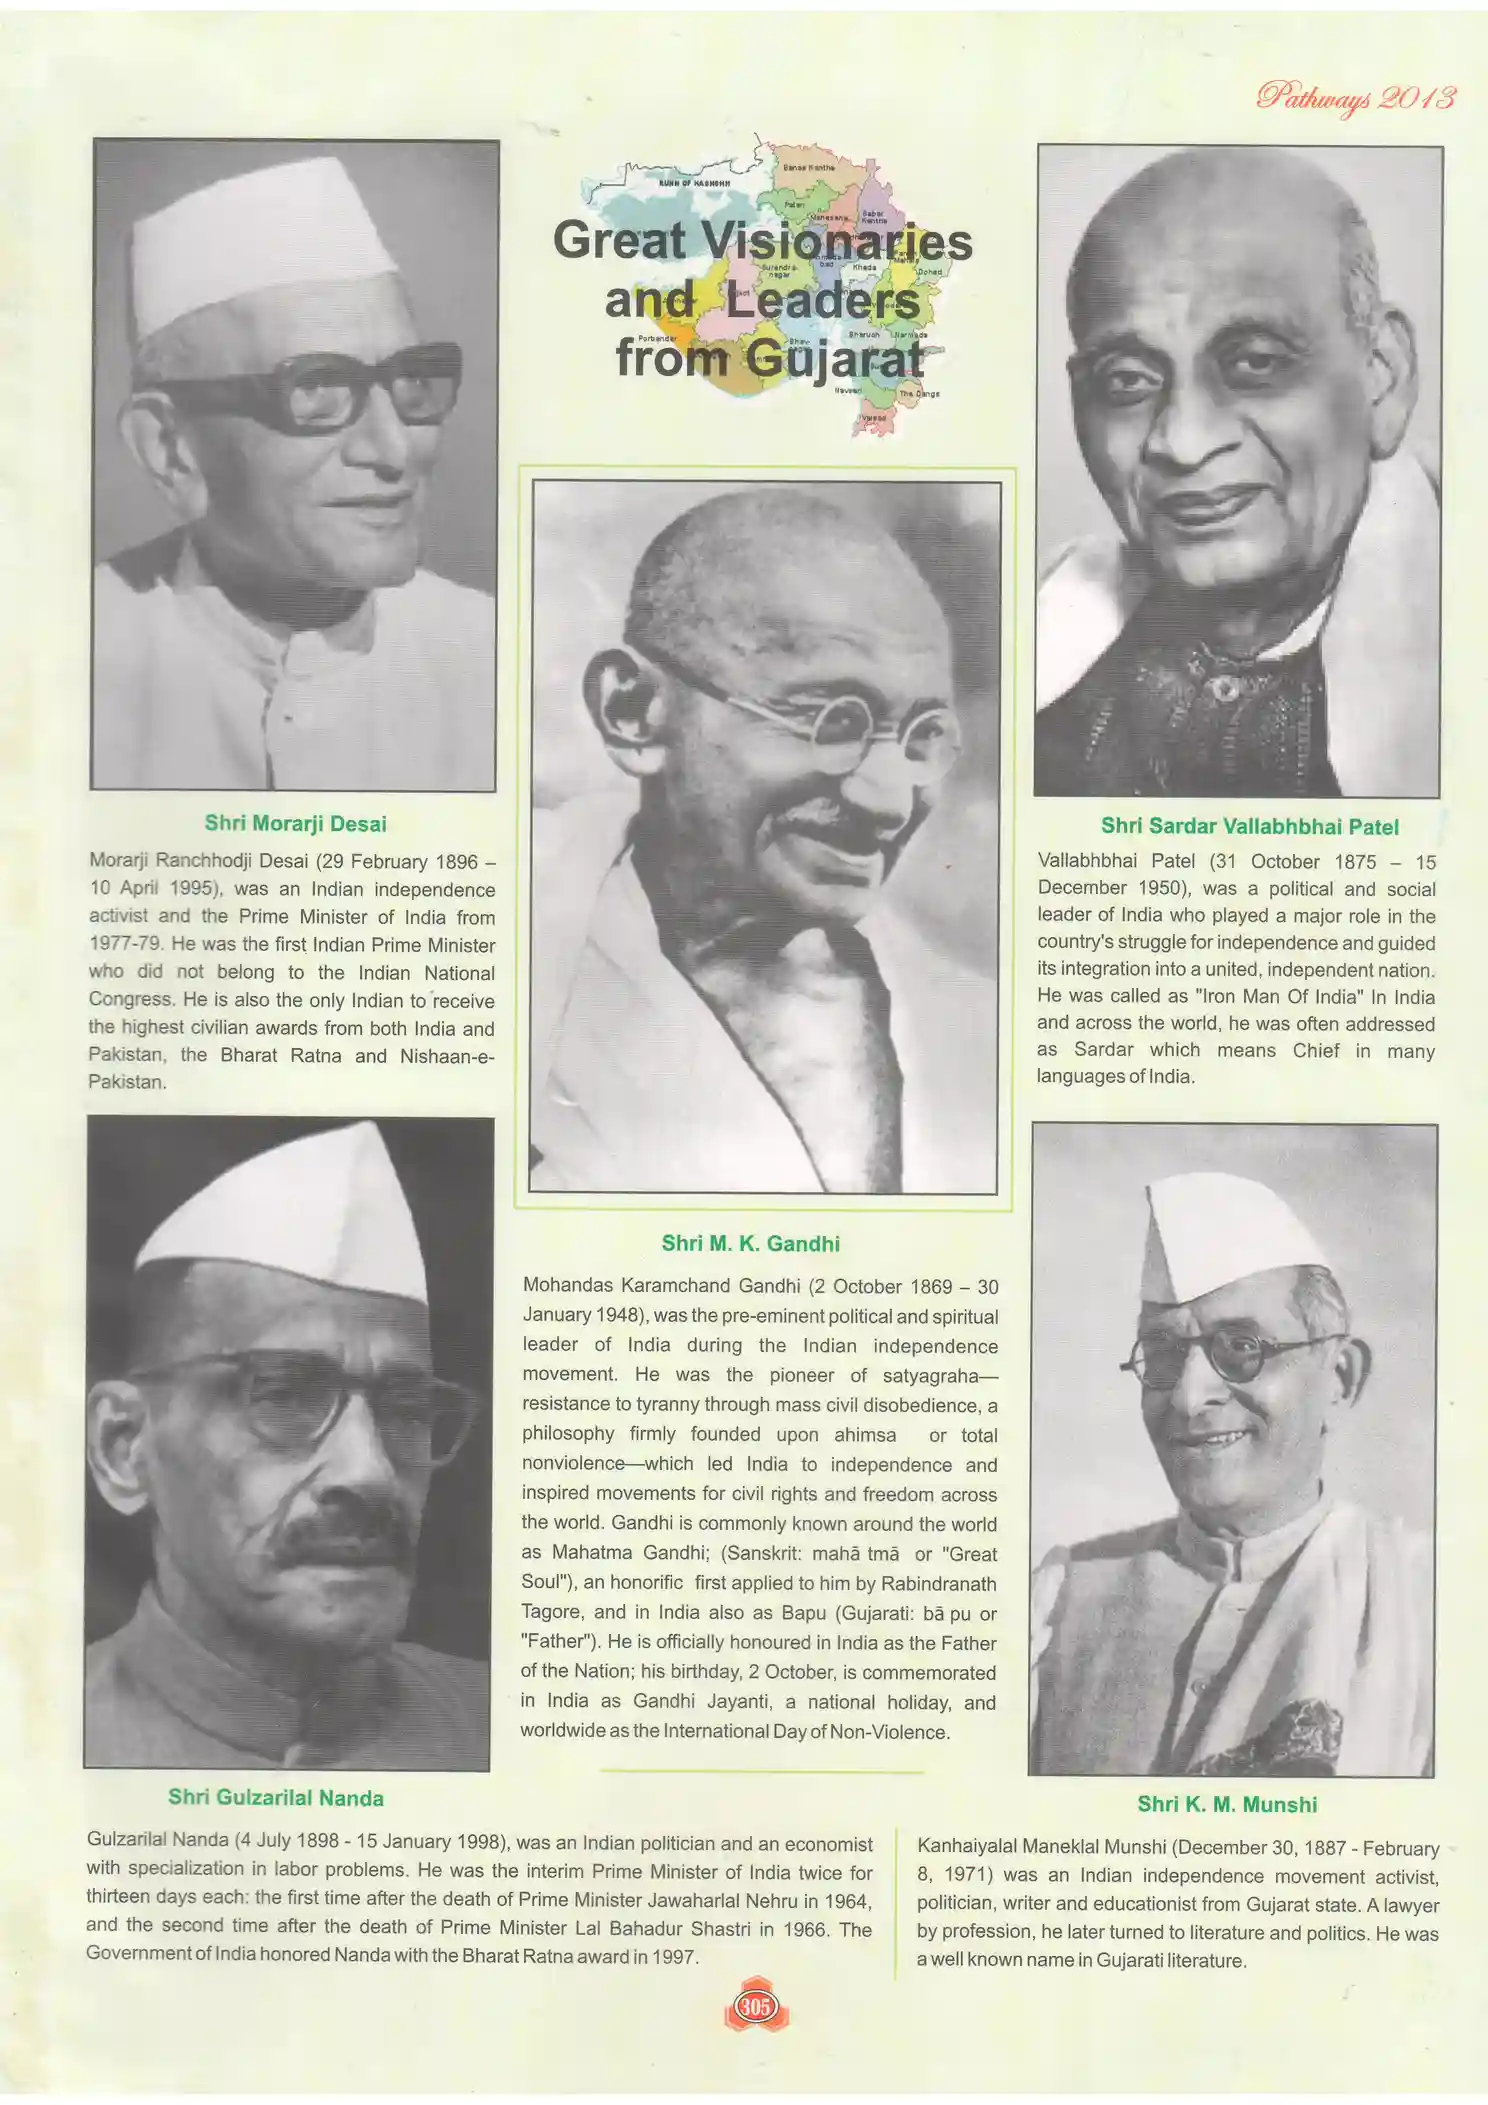 Pathways 2013
Great Visionaries
and Leaders
from Gujarat
RUNN OF KACHCHH
Banas Kantha
Patan
Mahesana
Sabar
Kantha
Surendra-
nagar
Kheda
Dohad
Porbandar
Bharuch
Narmada
Navsari
The Dangs
Valsad
Shri Morarji Desai
Morarji Ranchhodji Desai (29 February 1896 –
10 April 1995), was an Indian independence
activist and the Prime Minister of India from
1977-79. He was the first Indian Prime Minister
who did not belong to the Indian National
Congress. He is also the only Indian to receive
the highest civilian awards from both India and
Pakistan, the Bharat Ratna and Nishaan-e-
Pakistan.
Shri Sardar Vallabhbhai Patel
Vallabhbhai Patel (31 October 1875 – 15
December 1950), was a political and social
leader of India who played a major role in the
country's struggle for independence and guided
its integration into a united, independent nation.
He was called as "Iron Man Of India" In India
and across the world, he was often addressed
as Sardar which means Chief in many
languages of India.
Shri M. K. Gandhi
Mohandas Karamchand Gandhi (2 October 1869 – 30
January 1948), was the pre-eminent political and spiritual
leader of India during the Indian independence
movement. He was the pioneer of satyagraha—
resistance to tyranny through mass civil disobedience, a
philosophy firmly founded upon ahimsa or total
nonviolence—which led India to independence and
inspired movements for civil rights and freedom across
the world. Gandhi is commonly known around the world
as Mahatma Gandhi; (Sanskrit: mahā tmā or "Great
Soul"), an honorific first applied to him by Rabindranath
Tagore, and in India also as Bapu (Gujarati: bā pu or
"Father"). He is officially honoured in India as the Father
of the Nation; his birthday, 2 October, is commemorated
in India as Gandhi Jayanti, a national holiday, and
worldwide as the International Day of Non-Violence.
Shri Gulzarilal Nanda
Gulzarilal Nanda (4 July 1898 - 15 January 1998), was an Indian politician and an economist
with specialization in labor problems. He was the interim Prime Minister of India twice for
thirteen days each: the first time after the death of Prime Minister Jawaharlal Nehru in 1964,
and the second time after the death of Prime Minister Lal Bahadur Shastri in 1966. The
Government of India honored Nanda with the Bharat Ratna award in 1997.
Shri K. M. Munshi
Kanhaiyalal Maneklal Munshi (December 30, 1887 - February
8, 1971) was an Indian independence movement activist,
politician, writer and educationist from Gujarat state. A lawyer
by profession, he later turned to literature and politics. He was
a well known name in Gujarati literature.
305